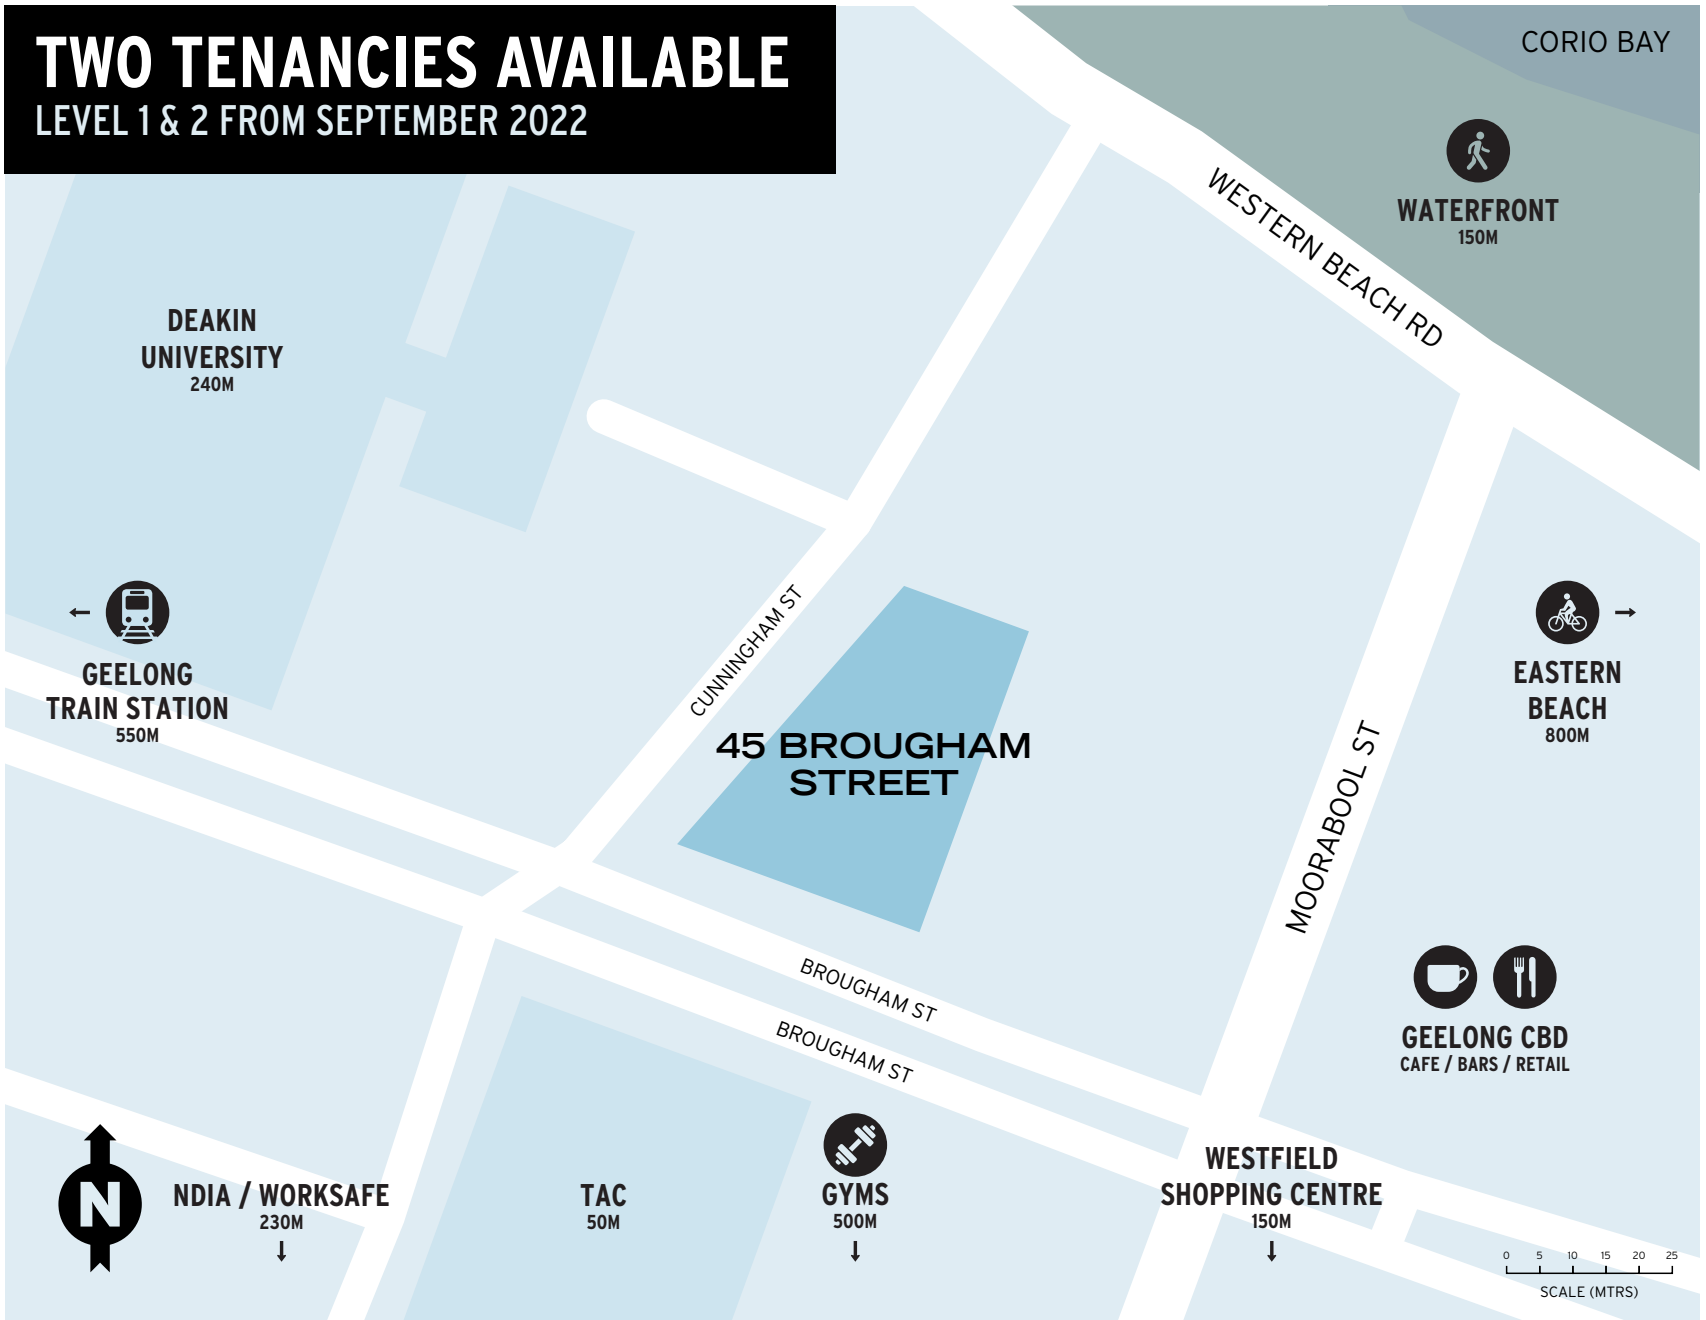 TWO TENANCIES AVAILABLE
LEVEL 1 & 2 FROM SEPTEMBER 2022
CORIO BAY
WATERFRONT
150M
WESTERN BEACH RD
DEAKIN
UNIVERSITY
240M
CUNNINGHAM ST
GEELONG
TRAIN STATION
550M
EASTERN
BEACH
800M
45 BROUGHAM
STREET
MOORABOOL ST
BROUGHAM ST
BROUGHAM ST
GEELONG CBD
CAFE / BARS / RETAIL
N
NDIA / WORKSAFE
230M
TAC
50M
GYMS
500M
WESTFIELD
SHOPPING CENTRE
150M
0 5 10 15 20 25
SCALE (MTRS)